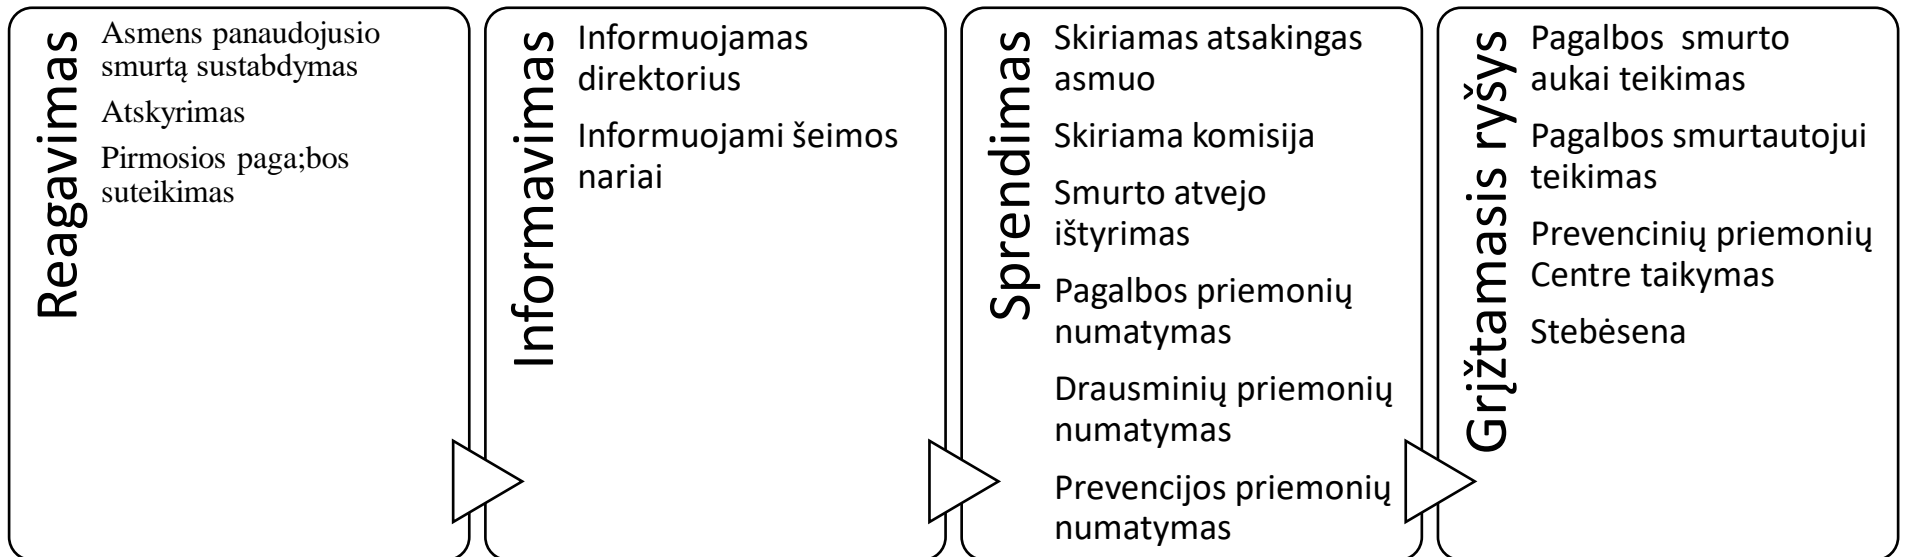 Reagavimas
Asmens panaudojusio
smurtą sustabdymas
Atskyrimas
Pirmosios paga;bos
suteikimas
Informavimas
Informuojamas
direktorius
Informuojami šeimos
nariai
Sprendimas
Skiriamas atsakingas
asmuo
Skiriama komisija
Smurto atvejo
ištyrimas
Pagalbos priemonių
numatymas
Drausminių priemonių
numatymas
Prevencijos priemonių
numatymas
Grįžtamasis ryšys
Pagalbos smurto
aukai teikimas
Pagalbos smurtautojui
teikimas
Prevencinių priemonių
Centre taikymas
Stebėsena